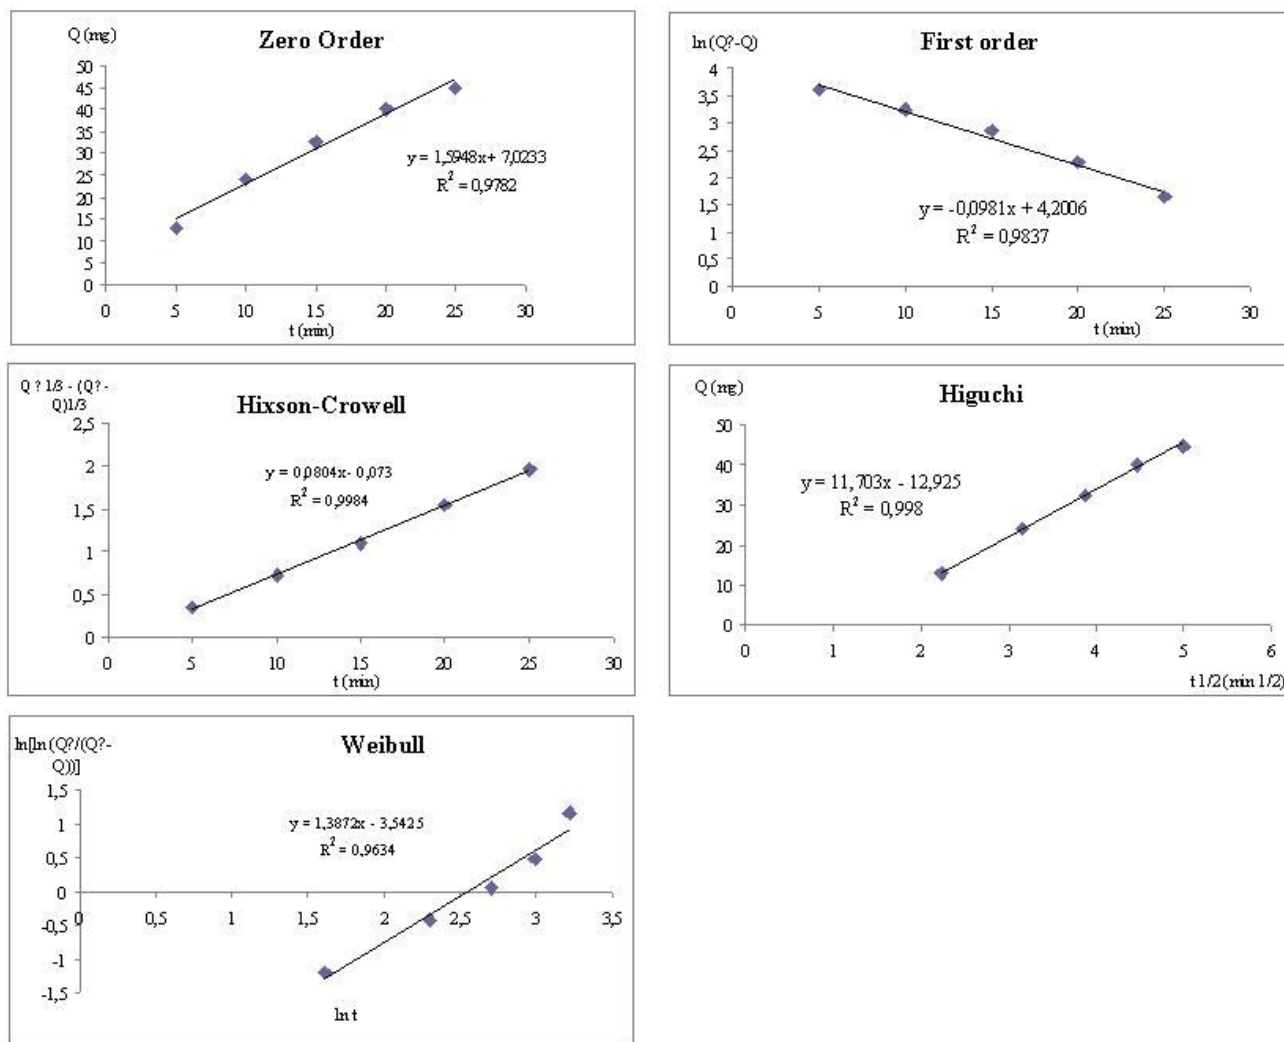 Zero Order
Q (mg)
50
45
40
35
30
25
20
15
10
5
0
y = 1,5948x + 7,0233
R² = 0,9782
0 5 10 15 20 25 30
t (min)
First order
ln (Q?-Q)
4
3,5
3
2,5
2
1,5
1
0,5
0
y = -0,0981x + 4,2006
R² = 0,9837
0 5 10 15 20 25 30
t (min)
Q ? 1/3 - (Q? -
Q)1/3
Hixson-Crowell
2,5
2
1,5
1
0,5
0
y = 0,0804x - 0,073
R² = 0,9984
0 5 10 15 20 25 30
t (min)
Q (mg)
Higuchi
50
40
30
20
10
0
y = 11,703x - 12,925
R² = 0,998
0 1 2 3 4 5 6
t 1/2 (min 1/2)
ln[ln (Q?/(Q?-
Q))]
Weibull
1,5
1
0,5
0
-0,5
-1
-1,5
y = 1,3872x - 3,5425
R² = 0,9634
0 0,5 1 1,5 2 2,5 3 3,5
ln t